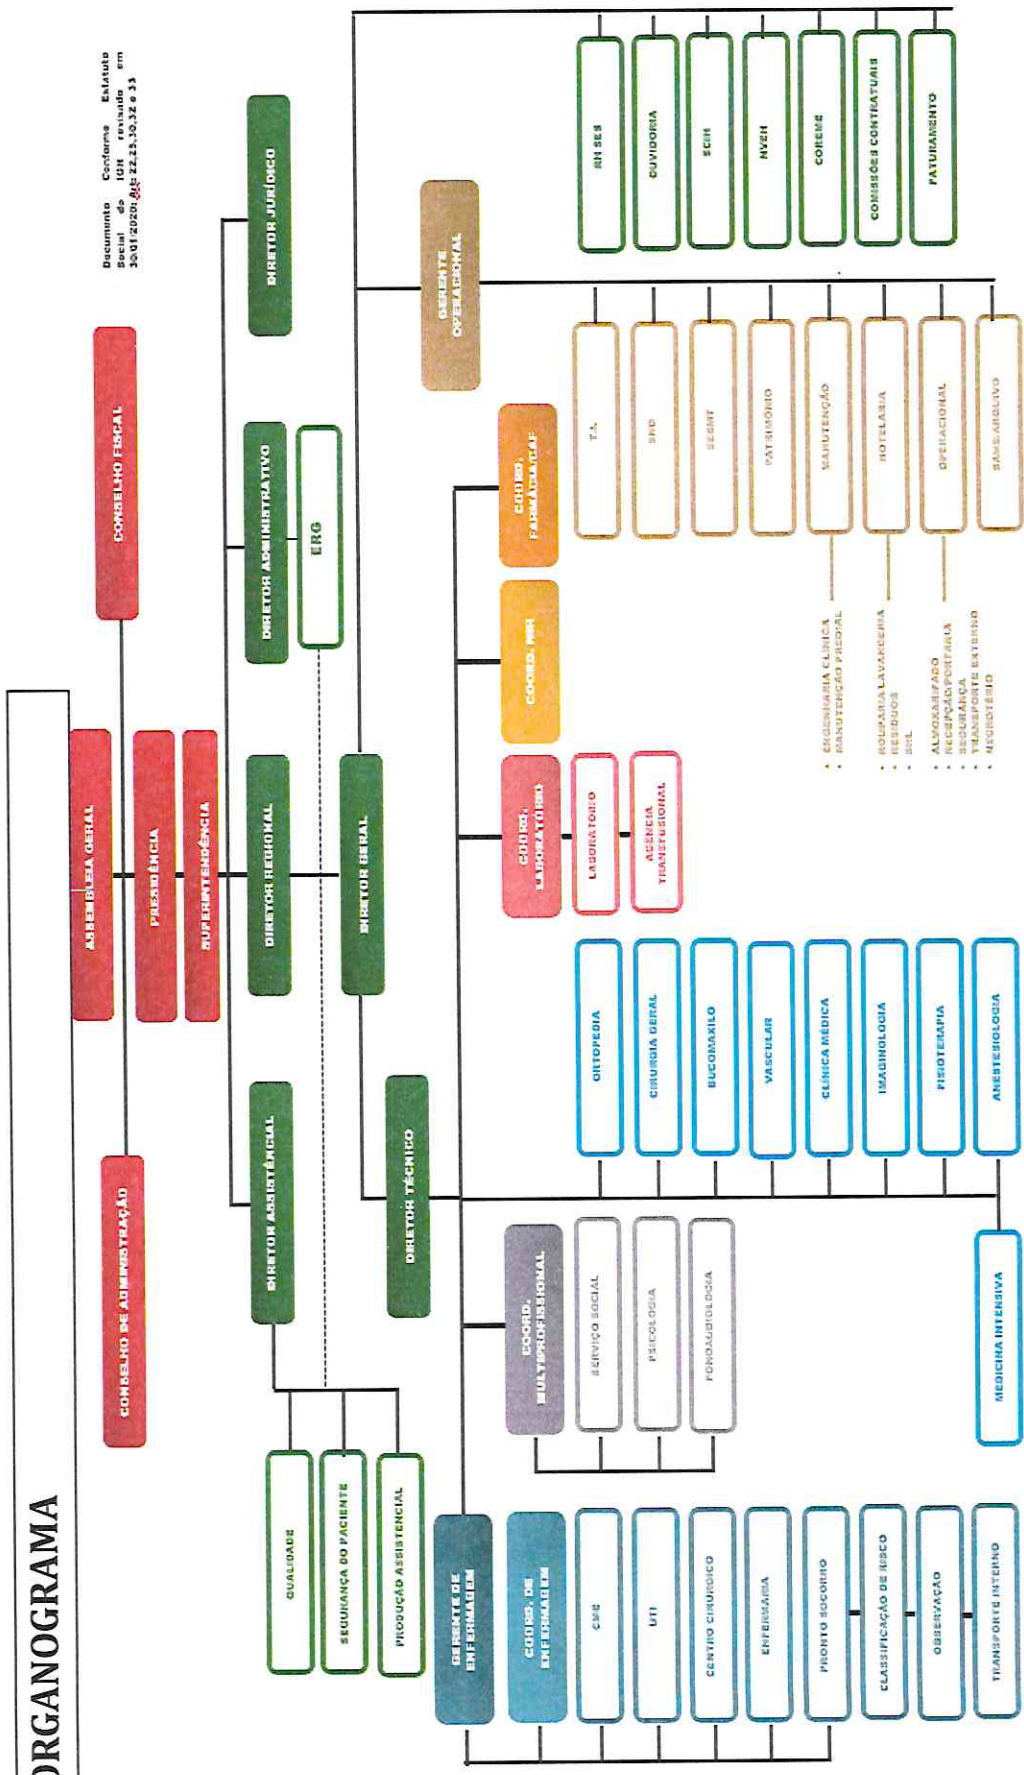 ORGANOGRAMA
Documento Conforme Estatuto
Social do IGH revisado em
30/01/2020: Art: 22,25,30,32 e 33
ASSEMBLEIA GERAL
CONSELHO DE ADMINISTRAÇÃO
CONSELHO FISCAL
PRESIDÊNCIA
SUPERINTENDÊNCIA
DIRETOR ASSISTÊNCIAL
DIRETOR REGIONAL
DIRETOR ADMINISTRATIVO
DIRETOR JURÍDICO
ERG
QUALIDADE
SEGURANÇA DO PACIENTE
PRODUÇÃO ASSISTENCIAL
DIRETOR GERAL
DIRETOR TÉCNICO
GERENTE
OPERACIONAL
GERENTE DE
ENFERMAGEM
COORD. DE
ENFERMAGEM
CME
UTI
CENTRO CIRÚRGICO
ENFERMARIA
PRONTO SOCORRO
CLASSIFICAÇÃO DE RISCO
OBSERVAÇÃO
TRANSPORTE INTERNO
COORD.
MULTIPROFISSIONAL
SERVIÇO SOCIAL
PSICOLOGIA
FONOAUDIOLOGIA
ORTOPEDIA
CIRURGIA GERAL
BUCOMAXILO
VASCULAR
CLÍNICA MÉDICA
IMAGINOLOGIA
FISIOTERAPIA
ANESTESIOLOGIA
MEDICINA INTENSIVA
COORD.
LABORATÓRIO
LABORATÓRIO
AGENCIA
TRANSFUSIONAL
COORD. NIR
COORD.
FARMÁCIA/CAF
T.I.
SND
SESMT
PATRIMÔNIO
MANUTENÇÃO
HOTELARIA
OPERACIONAL
SAME/ARQUIVO
• ENGENHARIA CLÍNICA
• MANUTENÇÃO PREDIAL
• ROUPARIA/LAVANDERIA
• RESÍDUOS
• SHL
• ALMOXARIFADO
• RECEPÇÃO/PORTARIA
• SEGURANÇA
• TRANSPORTE EXTERNO
• NECROTÉRIO
RH SES
OUVIDORIA
SCIH
NVEH
COREME
COMISSÕES CONTRATUAIS
FATURAMENTO